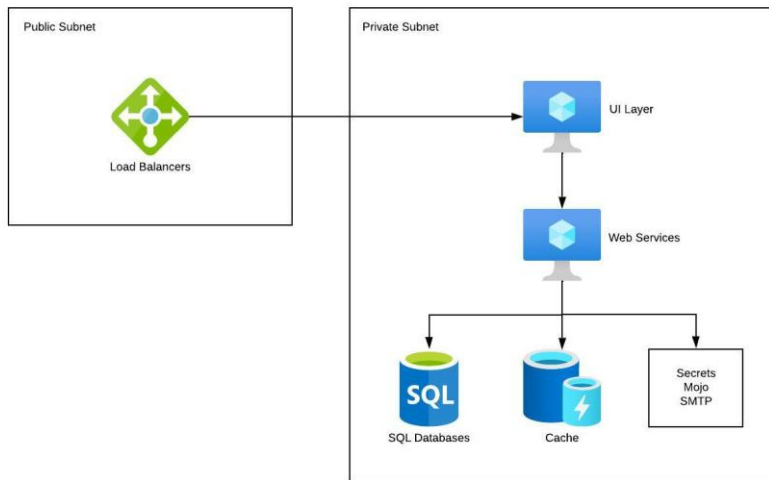 Public Subnet
Load Balancers
Private Subnet
UI Layer
Web Services
SQL
SQL Databases
Cache
Secrets
Mojo
SMTP